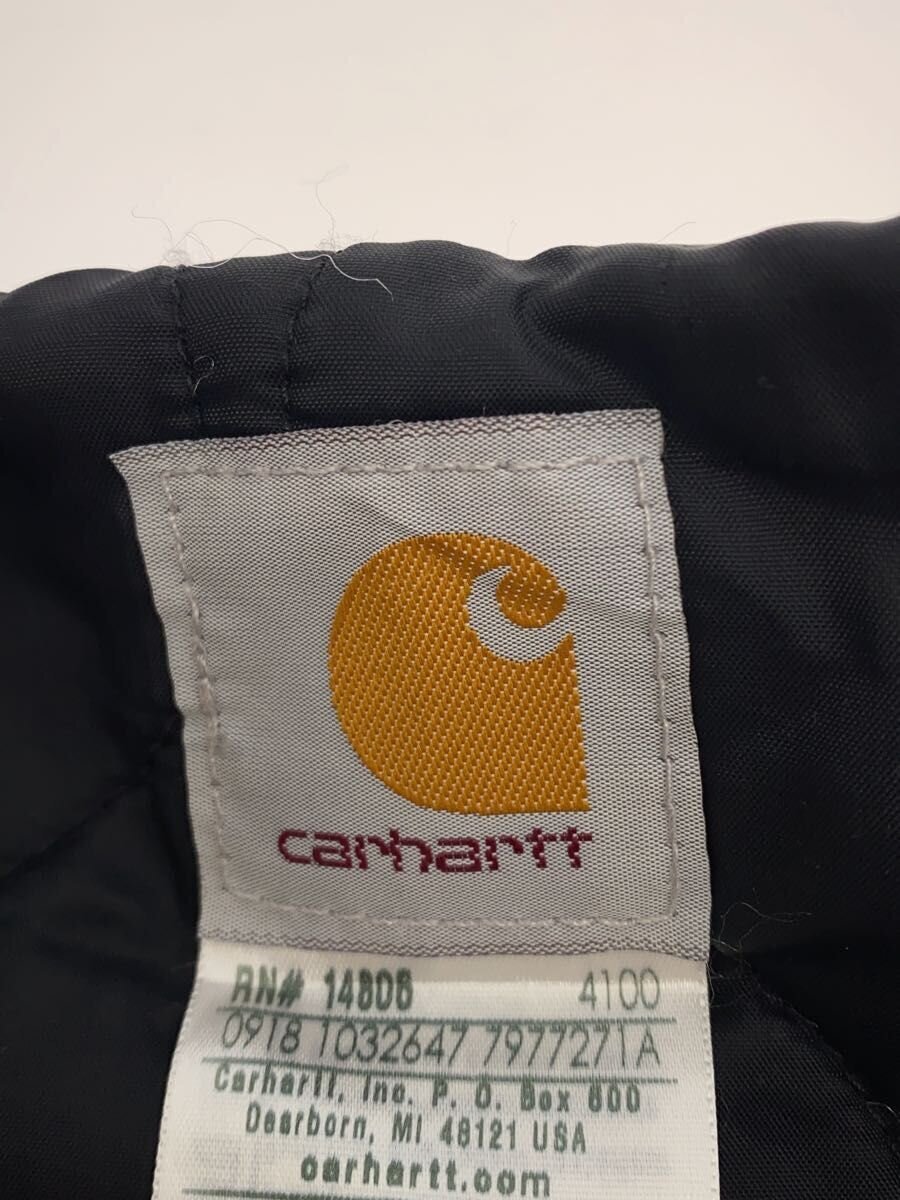 carhartt
RN# 14806 4100
0918 1032647 7977271A
Carhartt, Inc. P. O. Box 600
Dearborn, MI 48121 USA
carhartt.com